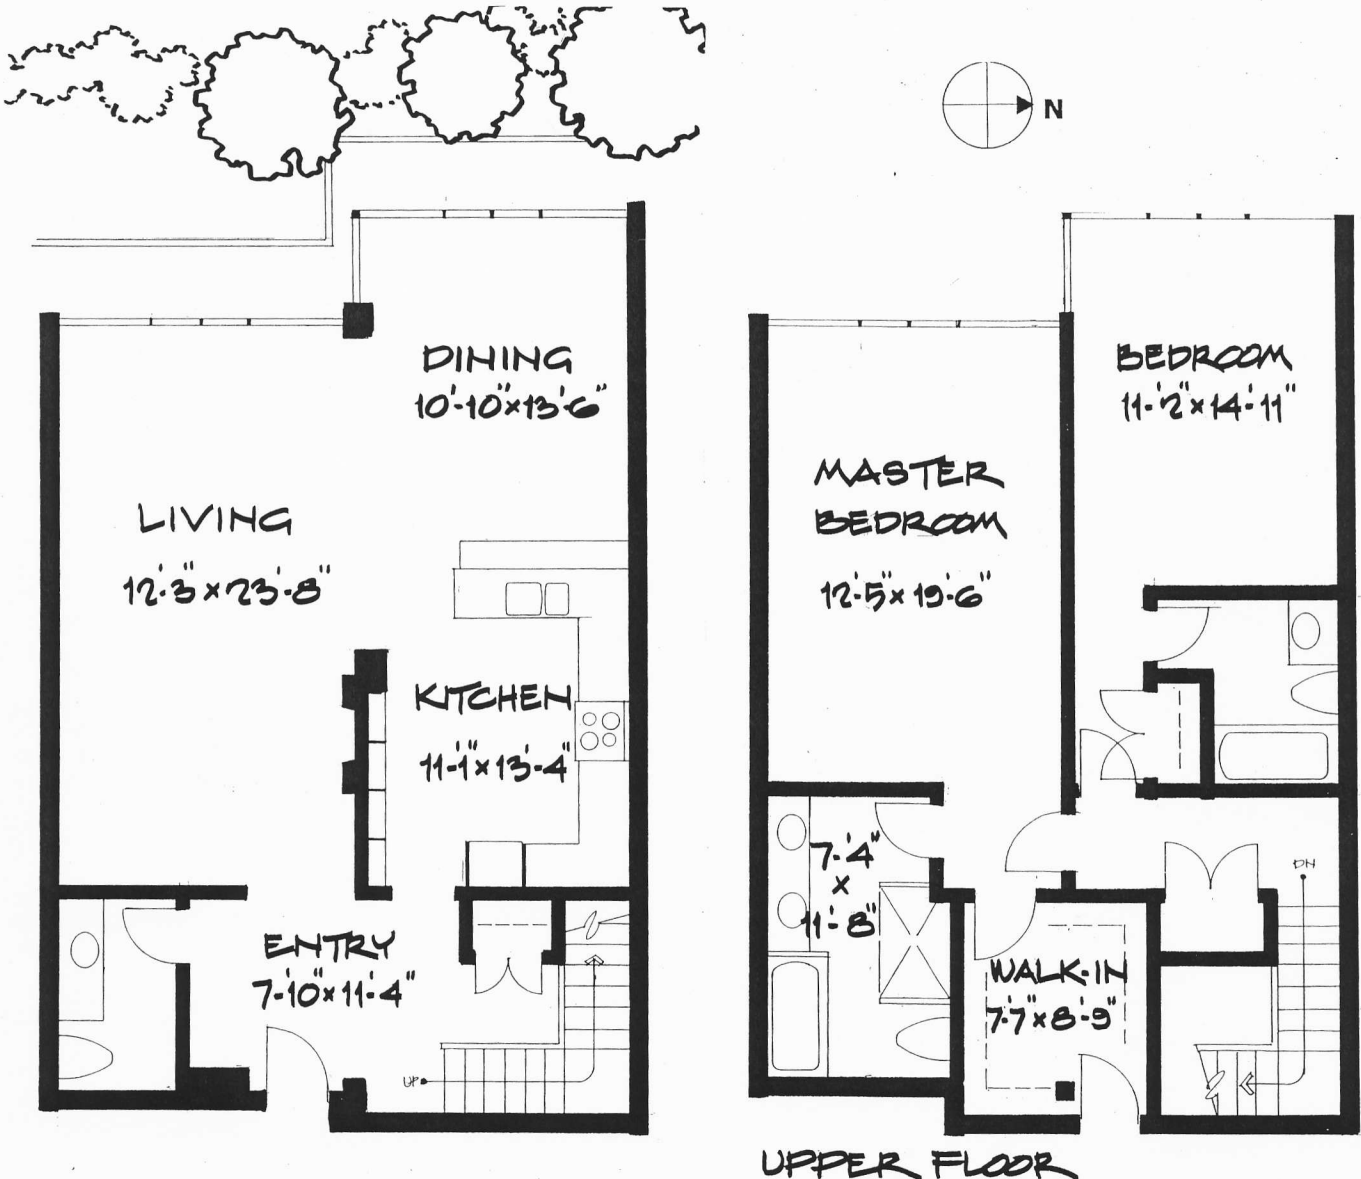 N
DINING
10'-10"x13'-6"
LIVING
12'-3"x23'-8"
KITCHEN
11'-1"x13'-4"
ENTRY
7'-10"x11'-4"
UP
BEDROOM
11'-2"x14'-11"
MASTER
BEDROOM
12'-5"x19'-6"
7'-4"
x
11'-8"
DN
WALK-IN
7'-7"x8'-9"
UPPER FLOOR